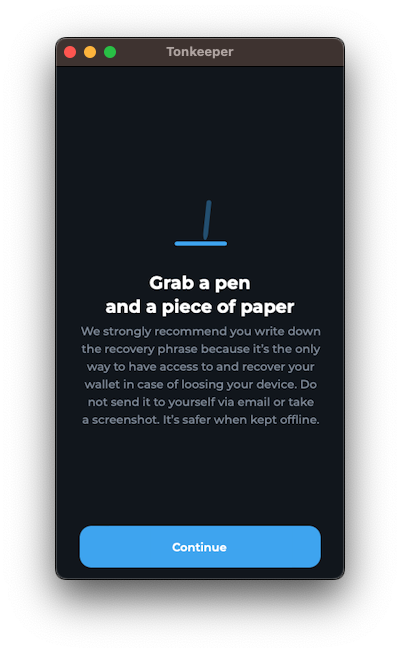 Tonkeeper
Grab a pen
and a piece of paper
We strongly recommend you write down
the recovery phrase because it's the only
way to have access to and recover your
wallet in case of loosing your device. Do
not send it to yourself via email or take
a screenshot. It's safer when kept offline.
Continue